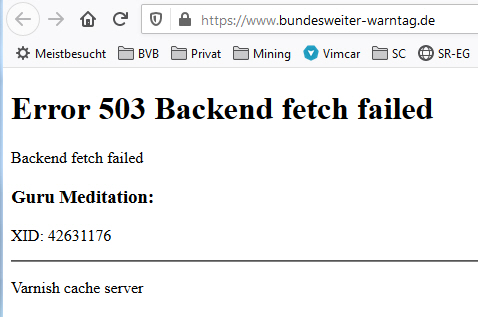 https://www.bundesweiter-warntag.de
Meistbesucht BVB Privat Mining Vimcar SC SR-EG
Error 503 Backend fetch failed
Backend fetch failed
Guru Meditation:
XID: 42631176
Varnish cache server